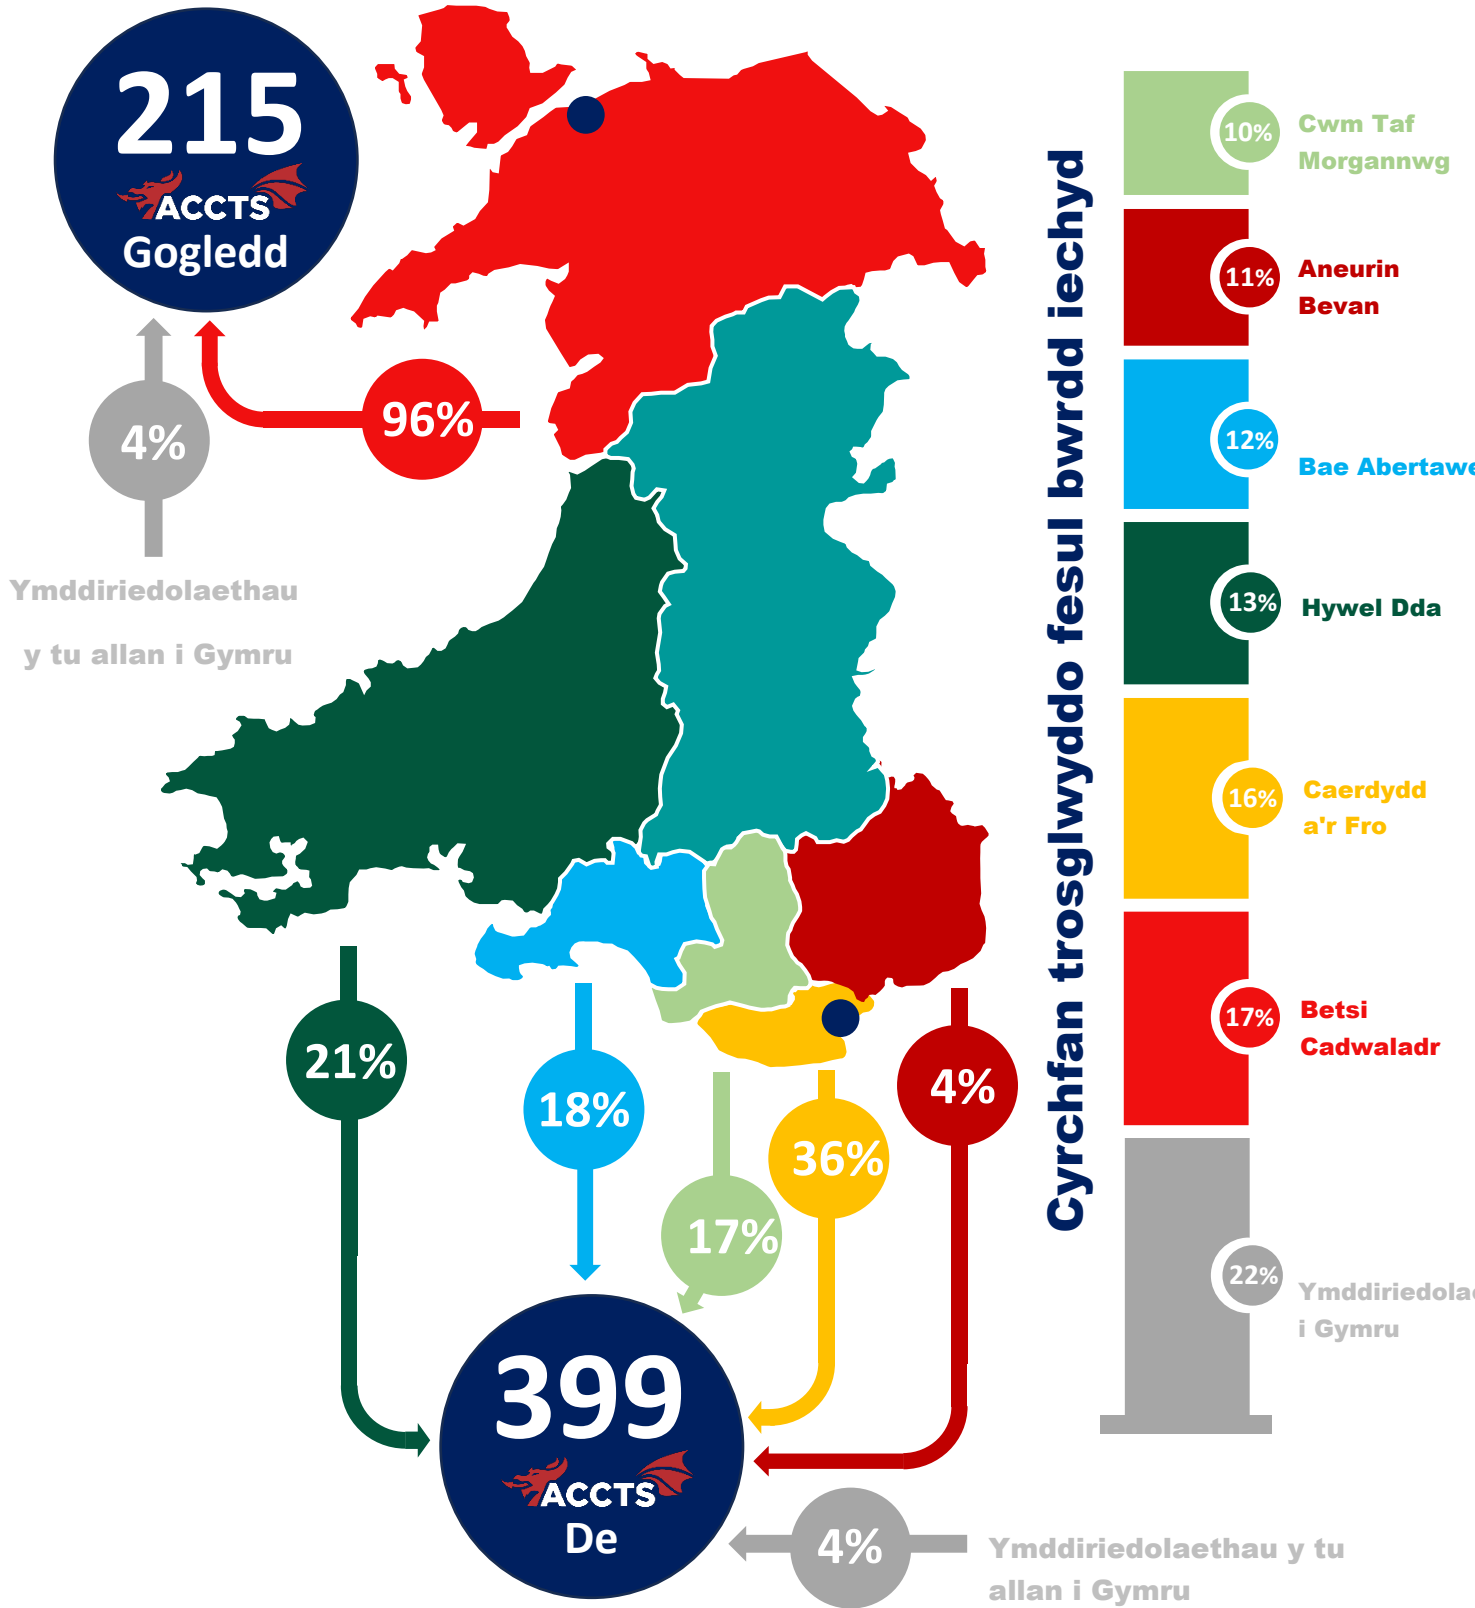 215
ACCTS
Gogledd
4%
96%
Ymddiriedolaethau
y tu allan i Gymru
21%
18%
17%
36%
4%
399
ACCTS
De
4%
Ymddiriedolaethau y tu
allan i Gymru
Cyrchfan trosglwyddo fesul bwrdd iechyd
10%
Cwm Taf
Morgannwg
11%
Aneurin
Bevan
12%
Bae Abertawe
13%
Hywel Dda
16%
Caerdydd
a'r Fro
17%
Betsi
Cadwaladr
22%
i Gymru